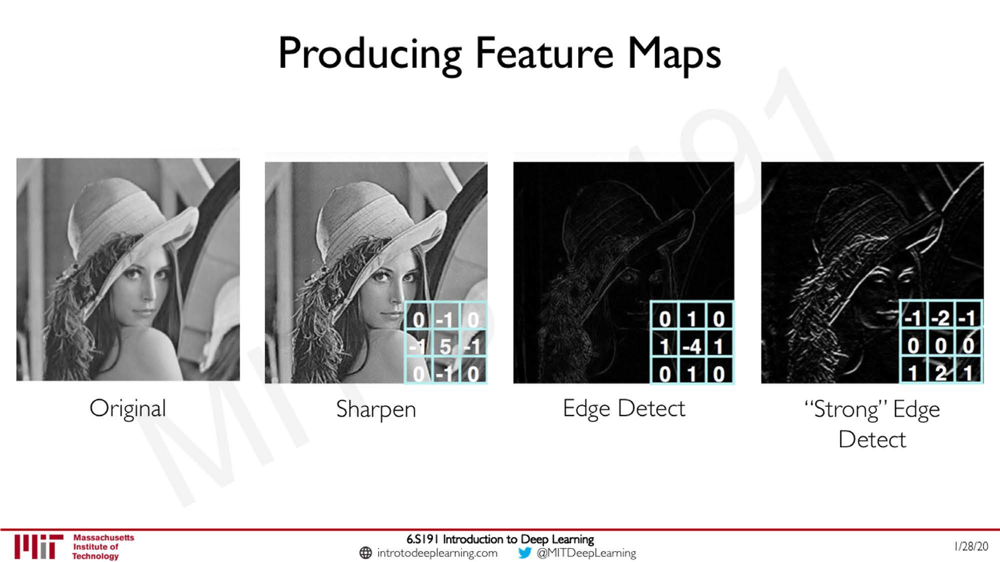 Producing Feature Maps
0 -1 0
-1 5 -1
0 -1 0
0 1 0
1 -4 1
0 1 0
-1 -2 -1
0 0 0
1 2 1
Original
Sharpen
Edge Detect
“Strong” Edge
Detect
Massachusetts
Institute of
Technology
6.S191 Introduction to Deep Learning
introtodeeplearning.com @MITDeepLearning
1/28/20